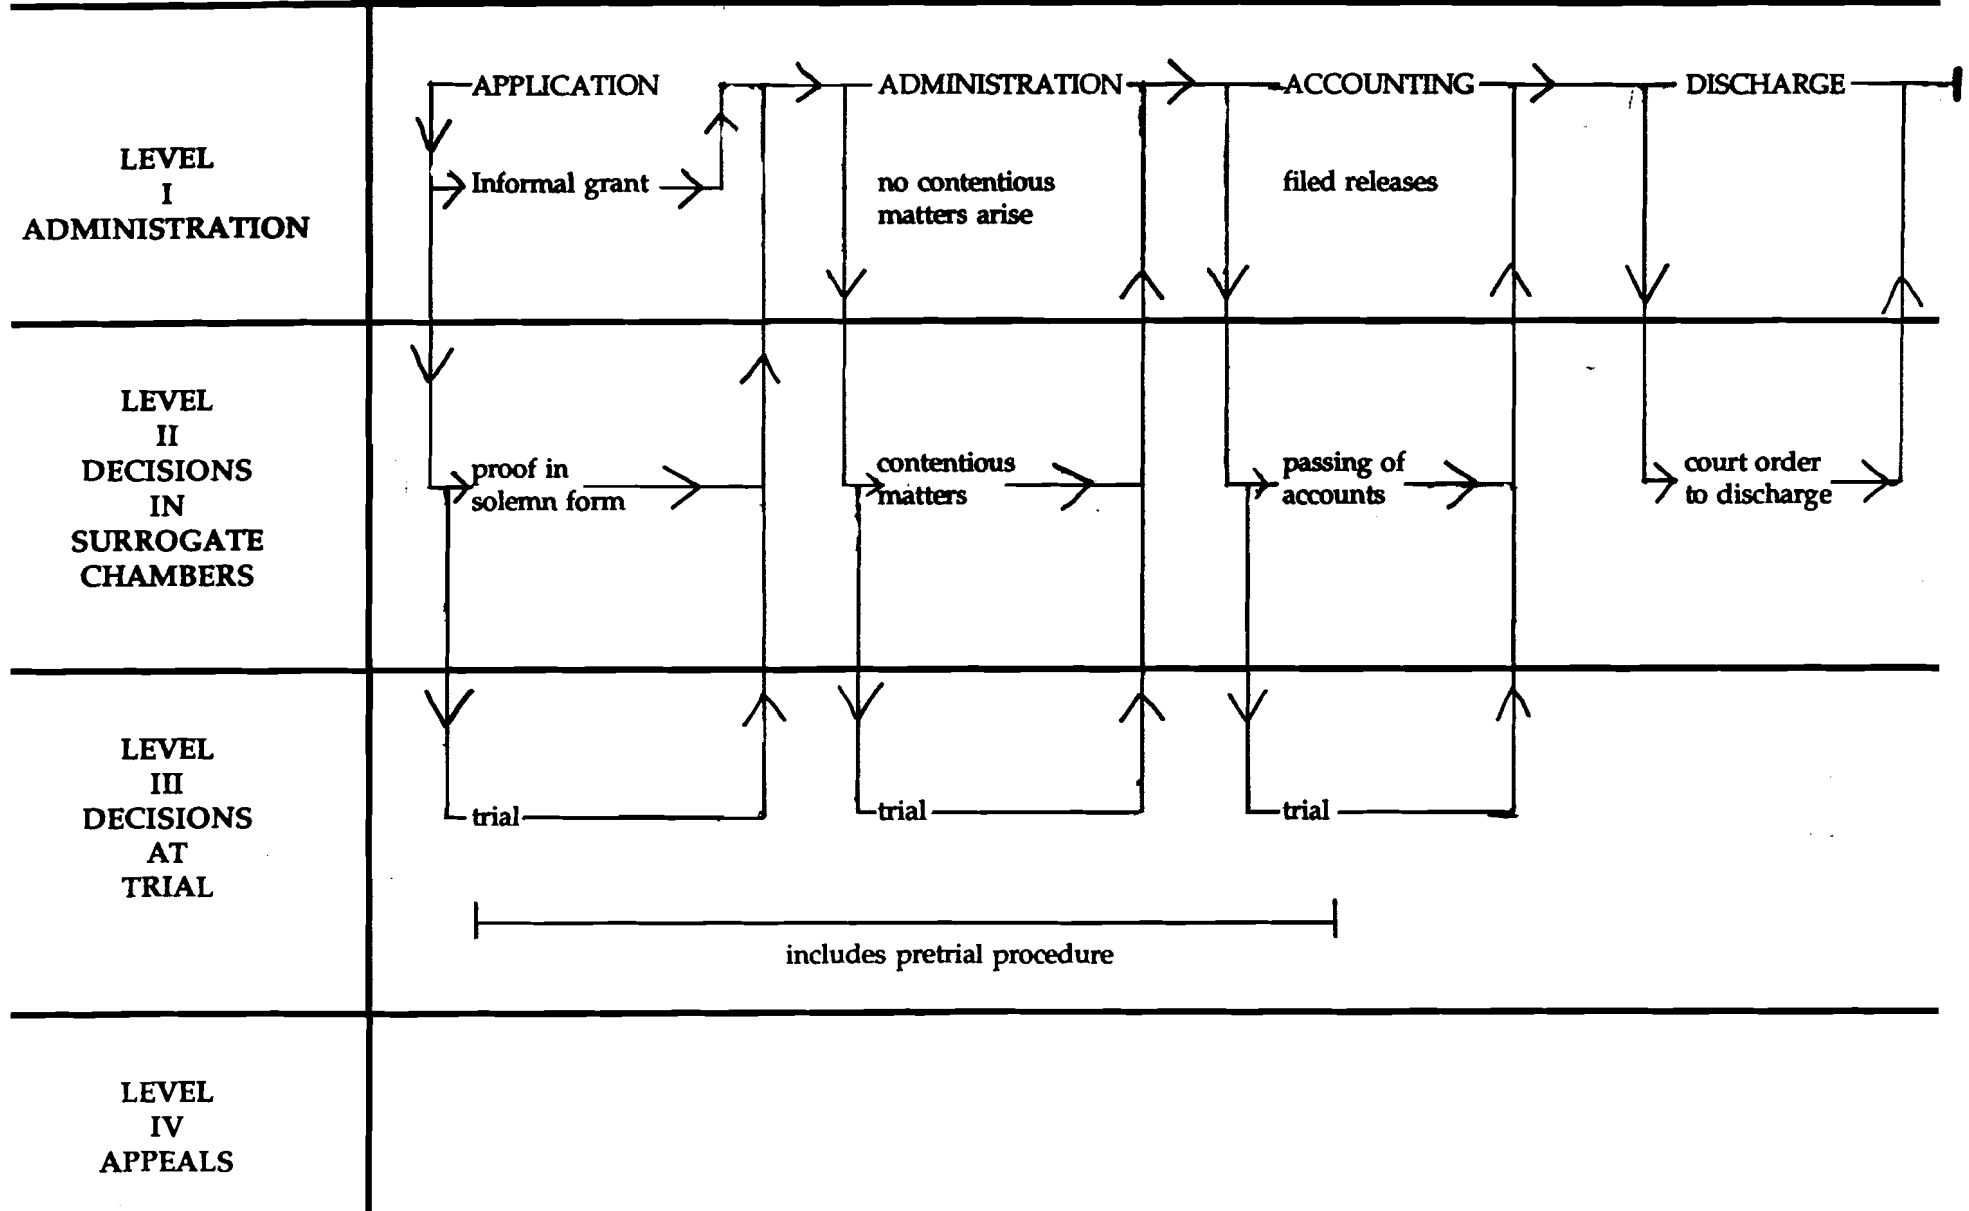 APPLICATION
ADMINISTRATION
ACCOUNTING
DISCHARGE
LEVEL
I
ADMINISTRATION
Informal grant
no contentious
matters arise
filed releases
LEVEL
II
DECISIONS
IN
SURROGATE
CHAMBERS
proof in
solemn form
contentious
matters
passing of
accounts
court order
to discharge
LEVEL
III
DECISIONS
AT
TRIAL
trial
trial
trial
includes pretrial procedure
LEVEL
IV
APPEALS